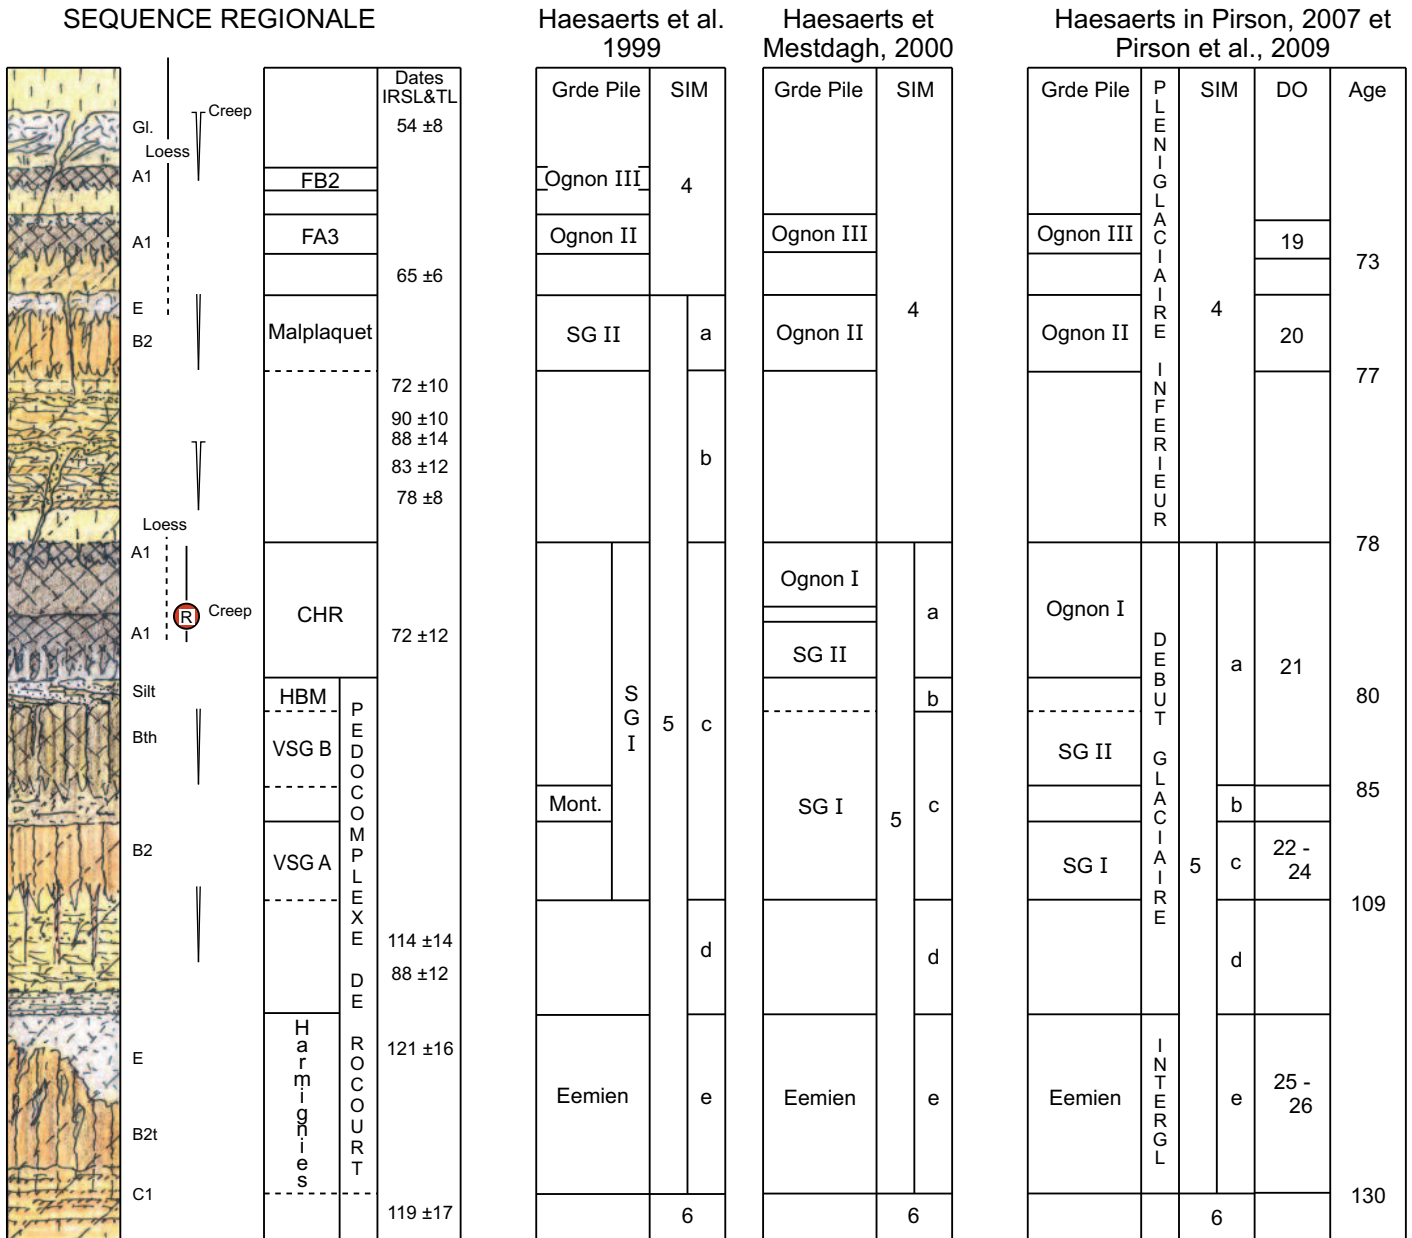 SEQUENCE REGIONALE
Haesaerts et al.
1999
Haesaerts et
Mestdagh, 2000
Haesaerts in Pirson, 2007 et
Pirson et al., 2009
Dates
IRSL&TL
Grde Pile
SIM
Grde Pile
SIM
Grde Pile
SIM
DO
Age
PLENIGLACIAIRE INFERIEUR
Creep
Gl.
54 ±8
Loess
A1
FB2
Ognon III
4
A1
FA3
Ognon II
Ognon III
Ognon III
19
65 ±6
73
E
4
4
B2
Malplaquet
SG II
a
Ognon II
Ognon II
20
72 ±10
77
90 ±10
88 ±14
b
83 ±12
78 ±8
Loess
A1
78
Ognon I
R
Creep
CHR
a
Ognon I
A1
72 ±12
SG II
DEBUT GLACIAIRE
a
21
Silt
HBM
PEDOCOMPLEXE DE ROCOURT
SGI
5
c
b
80
Bth
VSG B
SG II
85
Mont.
SG I
5
c
b
B2
VSG A
SG I
5
c
22 -
24
109
114 ±14
d
d
d
88 ±12
Harmignies
121 ±16
INTERGL
E
Eemien
e
Eemien
e
Eemien
e
25 -
26
B2t
C1
130
119 ±17
6
6
6